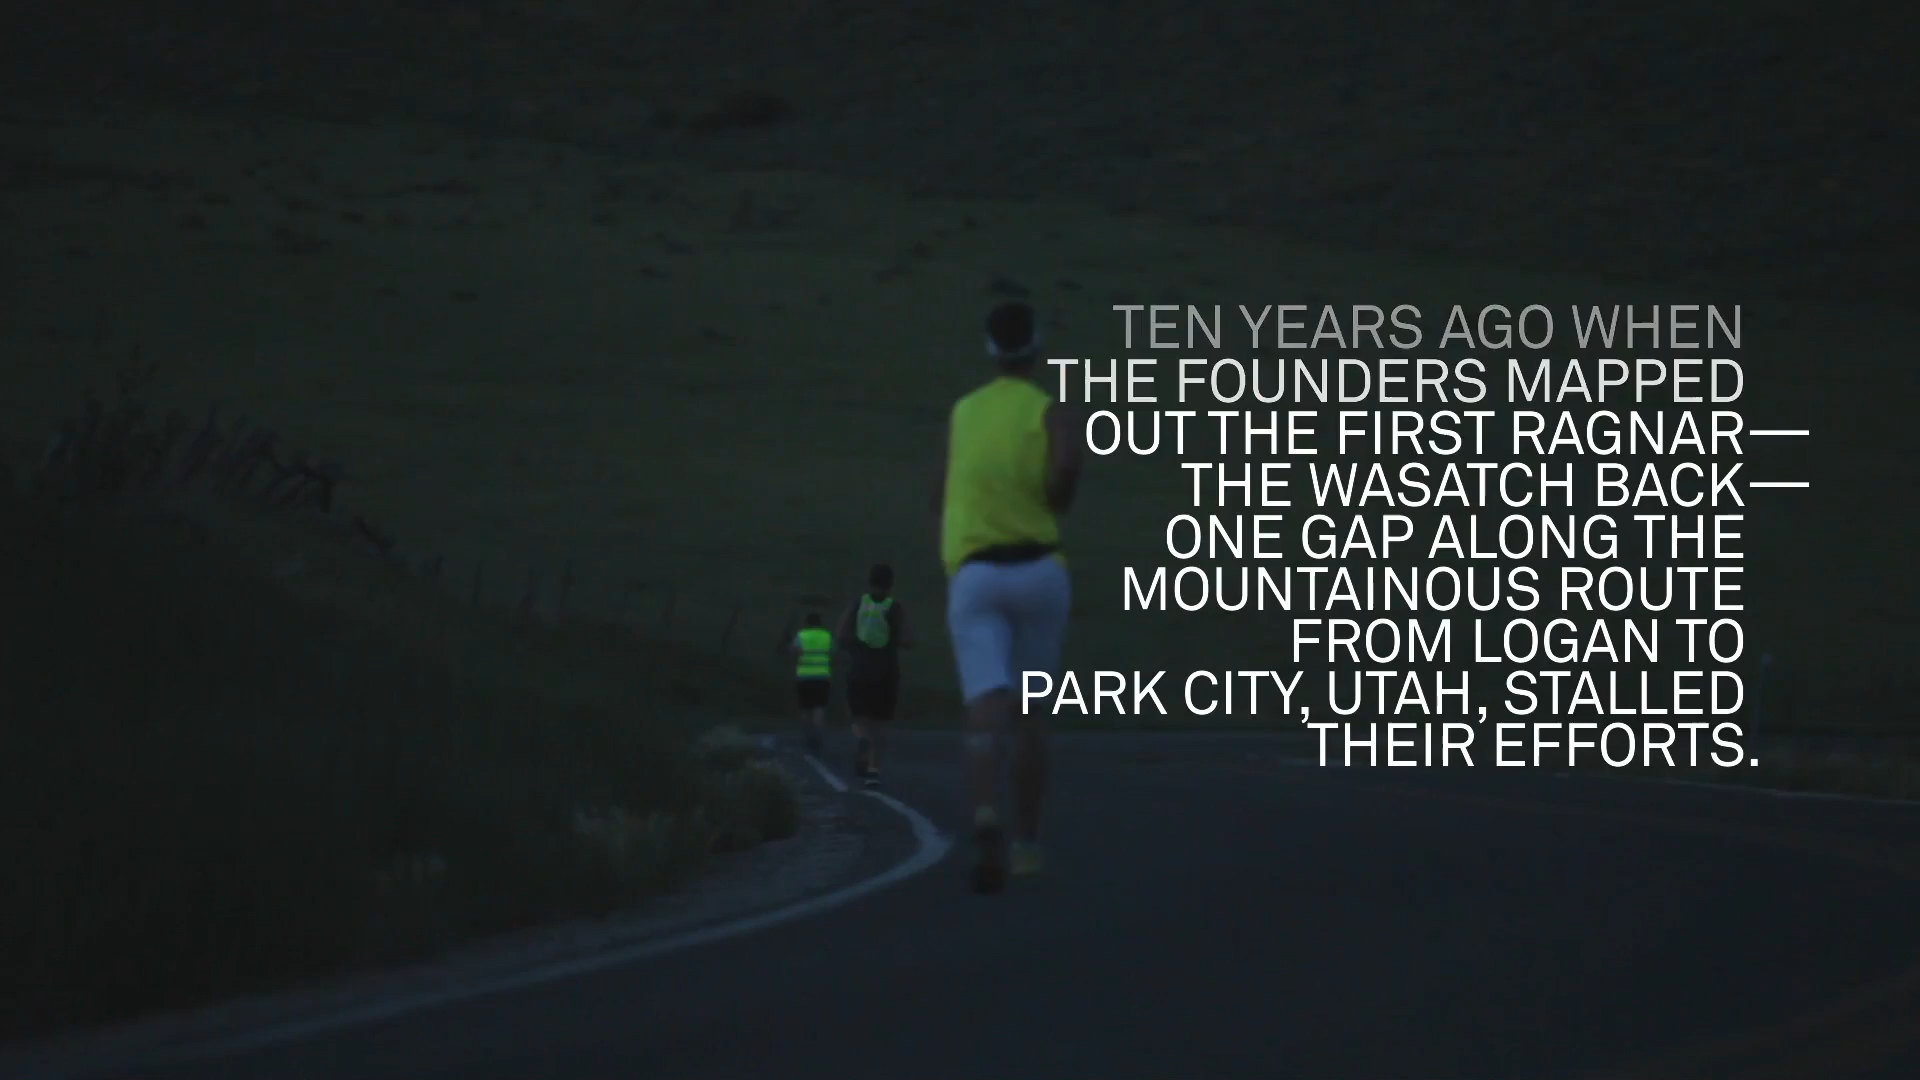 TEN YEARS AGO WHEN
THE FOUNDERS MAPPED
OUT THE FIRST RAGNAR—
THE WASATCH BACK—
ONE GAP ALONG THE
MOUNTAINOUS ROUTE
FROM LOGAN TO
PARK CITY, UTAH, STALLED
THEIR EFFORTS.